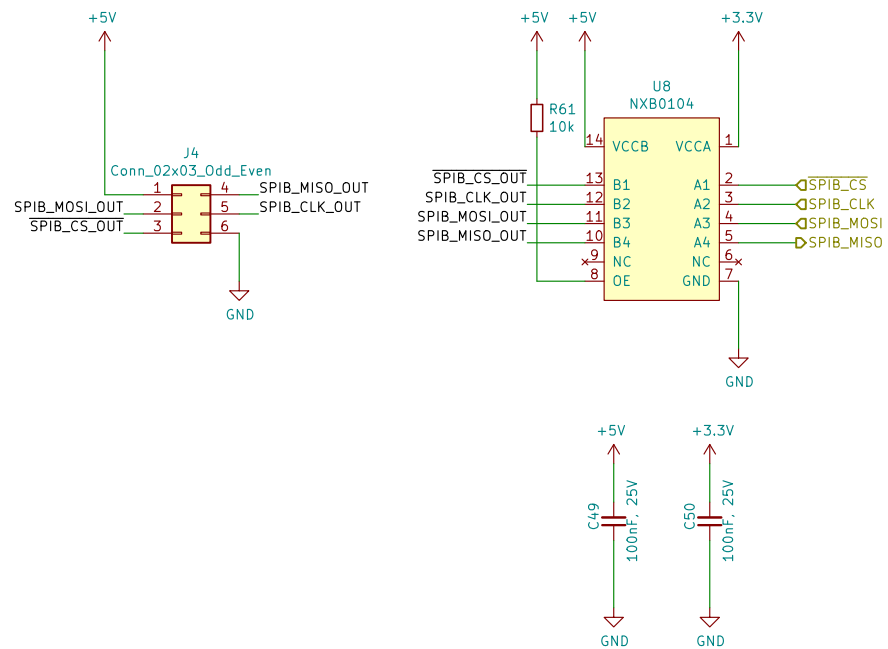 +5V
+5V
+5V
+3.3V
U8
NXB0104
R61
10k
14
VCCB
VCCA
1
J4
Conn_02x03_Odd_Even
1
4
SPIB_MISO_OUT
SPIB_MOSI_OUT
2
5
SPIB_CLK_OUT
SPIB_CS_OUT
3
6
GND
SPIB_CS_OUT
13
B1
A1
2
SPIB_CS
SPIB_CLK_OUT
12
B2
A2
3
SPIB_CLK
SPIB_MOSI_OUT
11
B3
A3
4
SPIB_MOSI
SPIB_MISO_OUT
10
B4
A4
5
SPIB_MISO
9
NC
NC
6
8
OE
GND
7
GND
+5V
+3.3V
C49
100nF, 25V
C50
100nF, 25V
GND
GND